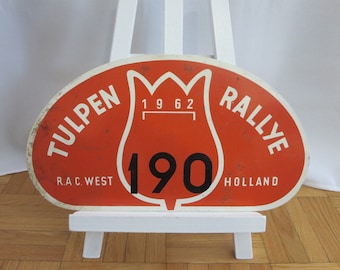 TULPEN RALLYE
1962
R.A.C. WEST HOLLAND
190